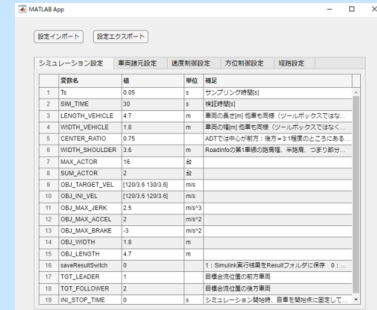 MATLAB App
設定インポート 設定エクスポート
シミュレーション設定 車両諸元設定 速度制御設定 方位制御設定 経路設定
変数名 値 単位 補足
1 Ts 0.05 s サンプリング時間[s]
2 SIM_TIME 30 s 検証時間[s]
3 LENGTH_VEHICLE 4.7 m 車両の長さ[m] 他車も同様（ツールボックスではな...
4 WIDTH_VEHICLE 1.8 m 車両の幅[m] 他車も同様（ツールボックスではなく...
5 CENTER_RATIO 0.75 ADTでは中心が前方：後方=3:1程度のところにある...
6 WIDTH_SHOULDER 3.6 m RoadInfoの第1車線の路肩幅、半路肩、つまり部分...
7 MAX_ACTOR 16 台
8 SUM_ACTOR 2 台
9 OBJ_TARGET_VEL [120/3.6 130/3.6] m/s
10 OBJ_INI_VEL [120/3.6 120/3.6] m/s
11 OBJ_MAX_JERK 2.5 m/s^3
12 OBJ_MAX_ACCEL 2 m/s^2
13 OBJ_MAX_BRAKE -3 m/s^2
14 OBJ_WIDTH 1.8 m
15 OBJ_LENGTH 4.7 m
16 saveResultSwitch 0 1：Simulink実行結果をResultフォルダに保存 0：...
17 TGT_LEADER 1 目標合流位置の前方車両
18 TGT_FOLLOWER 2 目標合流位置の後方車両
19 INI_STOP_TIME 0 s シミュレーション開始時、自車を開始点に固定して...